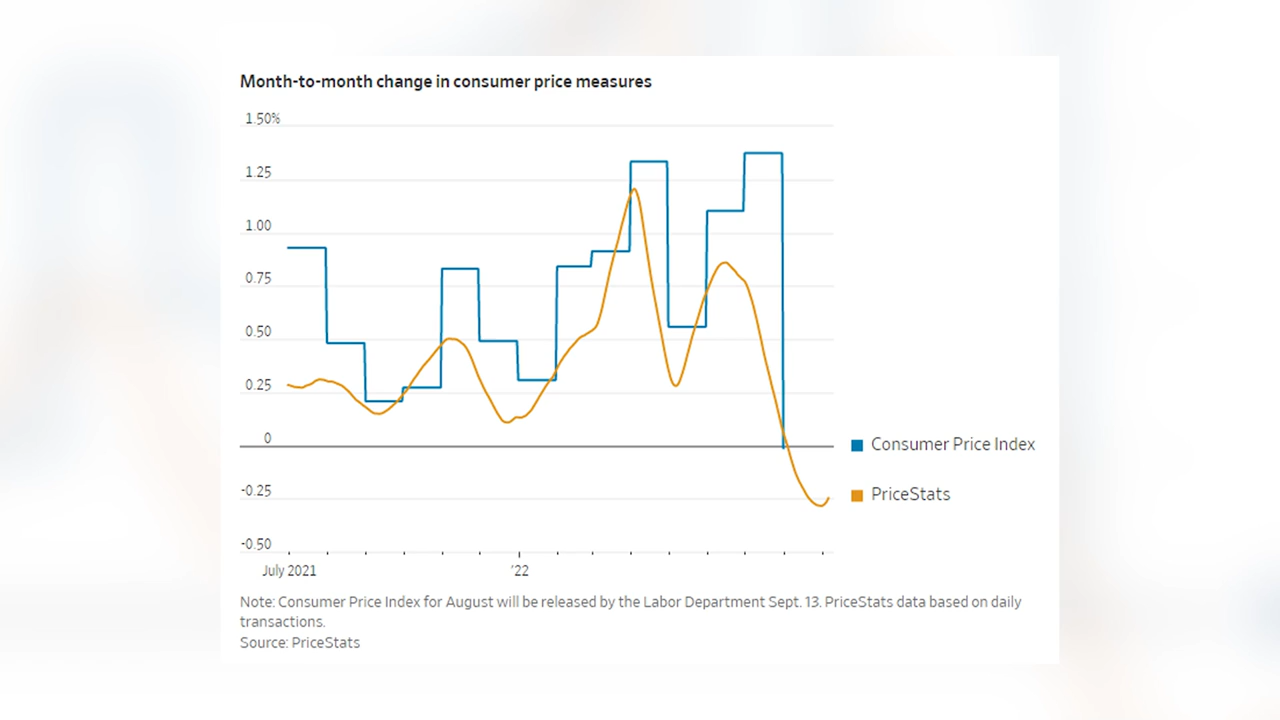 Month-to-month change in consumer price measures
1.50%
1.25
1.00
0.75
0.50
0.25
0
-0.25
-0.50
July 2021
'22
Consumer Price Index
PriceStats
Note: Consumer Price Index for August will be released by the Labor Department Sept. 13. PriceStats data based on daily
transactions.
Source: PriceStats